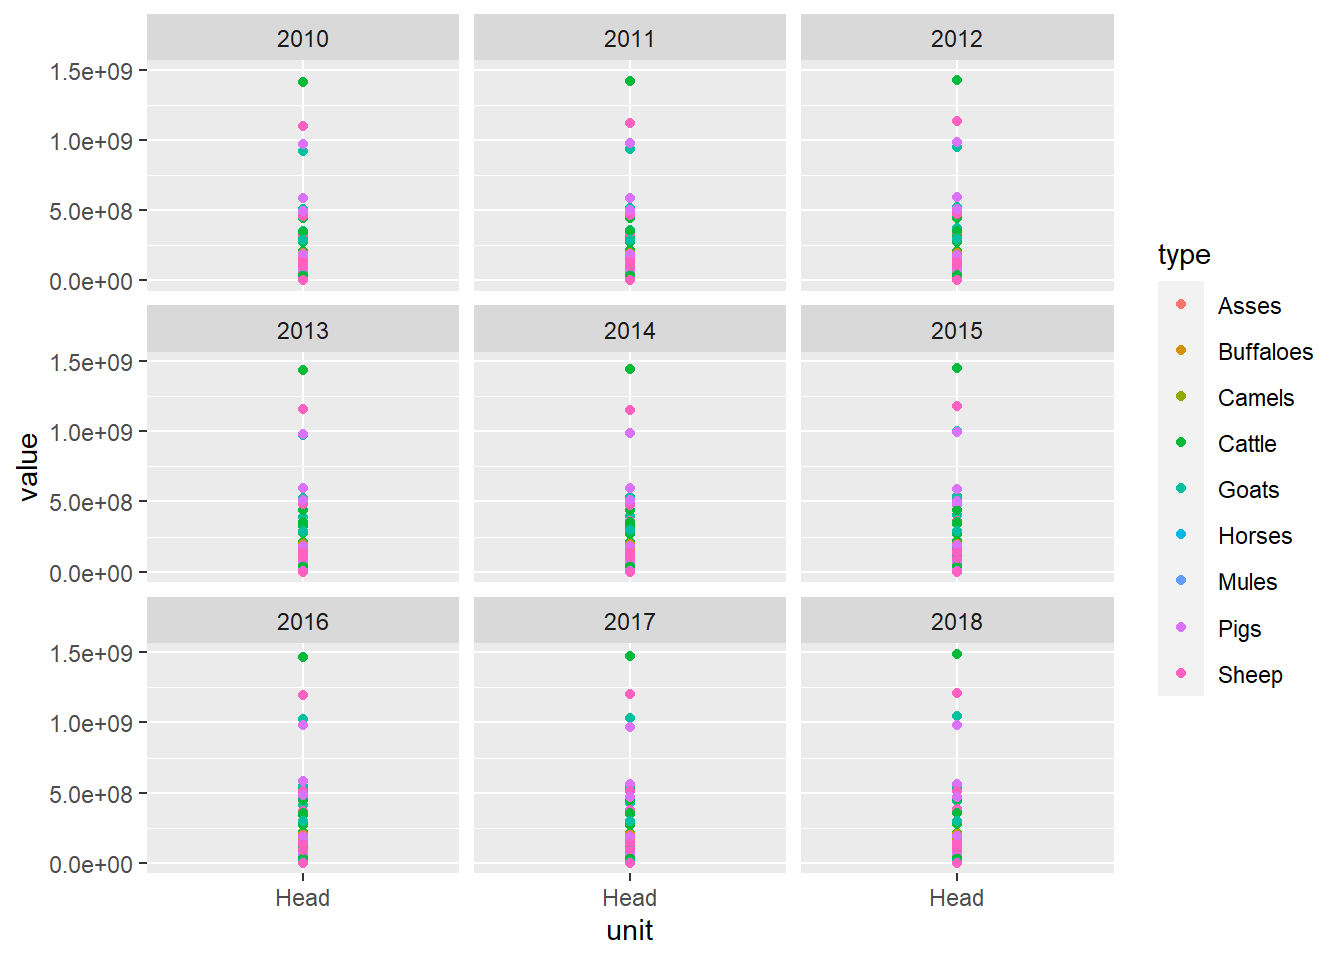 2010
2011
2012
1.5e+09
1.0e+09
5.0e+08
0.0e+00
2013
2014
2015
1.5e+09
1.0e+09
5.0e+08
0.0e+00
2016
2017
2018
1.5e+09
1.0e+09
5.0e+08
0.0e+00
Head
Head
Head
unit
value
type
Asses
Buffaloes
Camels
Cattle
Goats
Horses
Mules
Pigs
Sheep